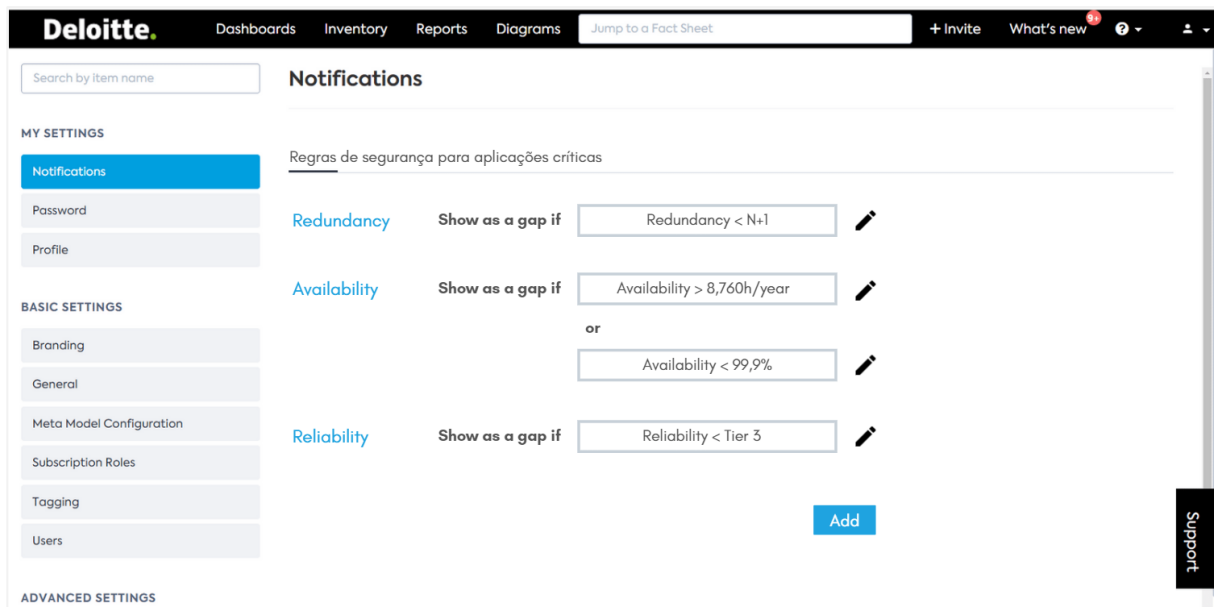 Deloitte. Dashboards Inventory Reports Diagrams Jump to a Fact Sheet + Invite What's new 9+ ?
Search by item name
Notifications
MY SETTINGS
Regras de segurança para aplicações críticas
Notifications
Password
Profile
Redundancy Show as a gap if Redundancy < N+1
Availability Show as a gap if Availability > 8,760h/year
or
Availability < 99,9%
BASIC SETTINGS
Branding
General
Meta Model Configuration
Subscription Roles
Tagging
Users
Reliability Show as a gap if Reliability < Tier 3
Add
Support
ADVANCED SETTINGS